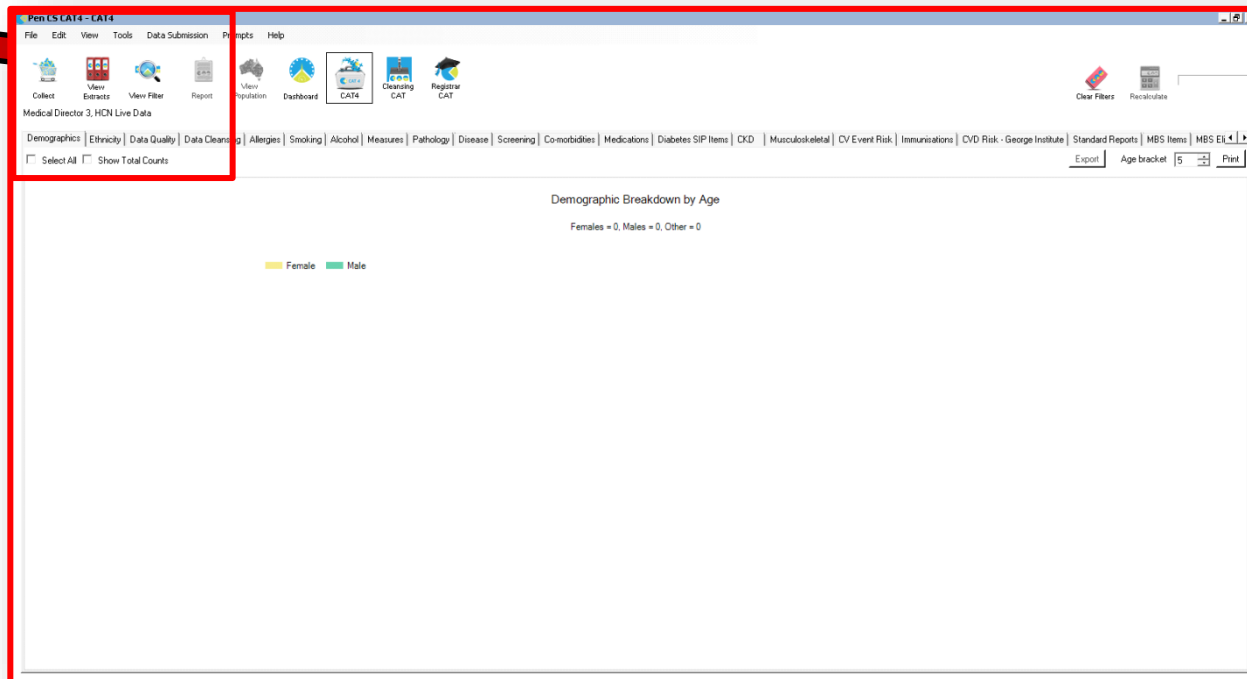 Pen CS CAT4 - CAT4
File Edit View Tools Data Submission Prompts Help
Collect View Extracts View Filter Report View Population Dashboard CAT4 Cleansing CAT Registrar CAT Clear Filters Recalculate
Medical Director 3, HCN Live Data
Demographics Ethnicity Data Quality Data Cleansing Allergies Smoking Alcohol Measures Pathology Disease Screening Co-morbidities Medications Diabetes SIP Items CKD Musculoskeletal CV Event Risk Immunisations CVD Risk - George Institute Standard Reports MBS Items MBS Eli
Select All Show Total Counts Export Age bracket 5 Print
Demographic Breakdown by Age
Females = 0, Males = 0, Other = 0
Female Male